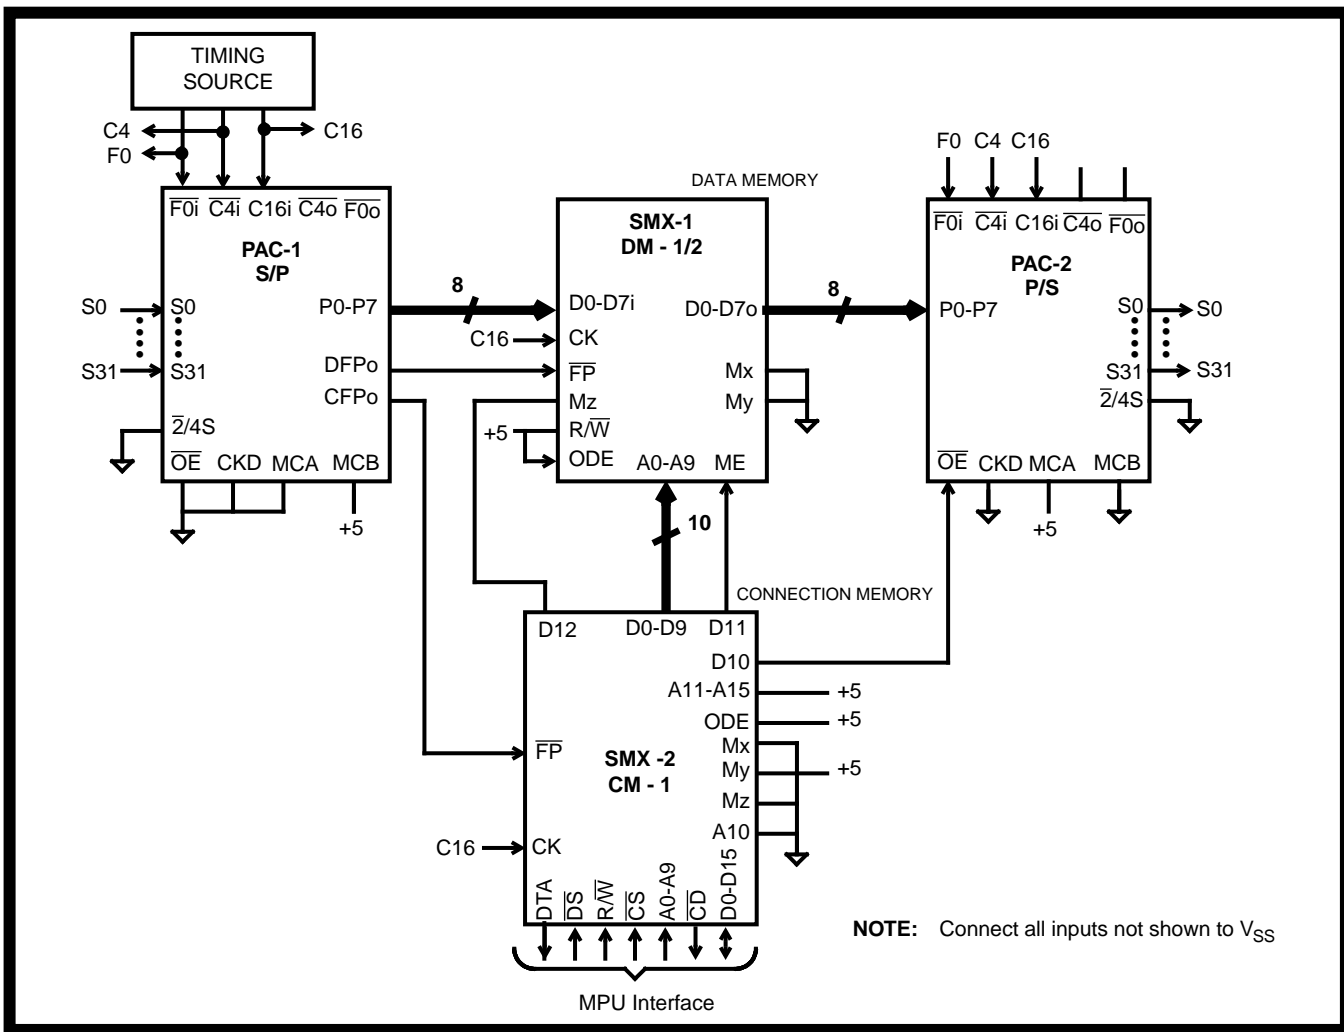 TIMING
SOURCE
C4
F0
C16
F0i C4i C16i C4o F0o
PAC-1
S/P
S0
S0
S31
S31
P0-P7
DFPo
CFPo
2/4S
OE CKD MCA MCB
+5
8
C16
DATA MEMORY
SMX-1
DM - 1/2
D0-D7i
D0-D7o
CK
FP
Mz
R/W
ODE
+5
Mx
My
A0-A9 ME
10
8
F0 C4 C16
F0i C4i C16i C4o F0o
PAC-2
P/S
P0-P7
S0
S0
S31
S31
2/4S
OE CKD MCA MCB
+5
CONNECTION MEMORY
D12 D0-D9 D11
D10
A11-A15
+5
ODE
+5
Mx
My
+5
Mz
A10
FP
SMX -2
CM - 1
C16
CK
DTA DS R/W CS A0-A9 CD D0-D15
MPU Interface
NOTE: Connect all inputs not shown to VSS